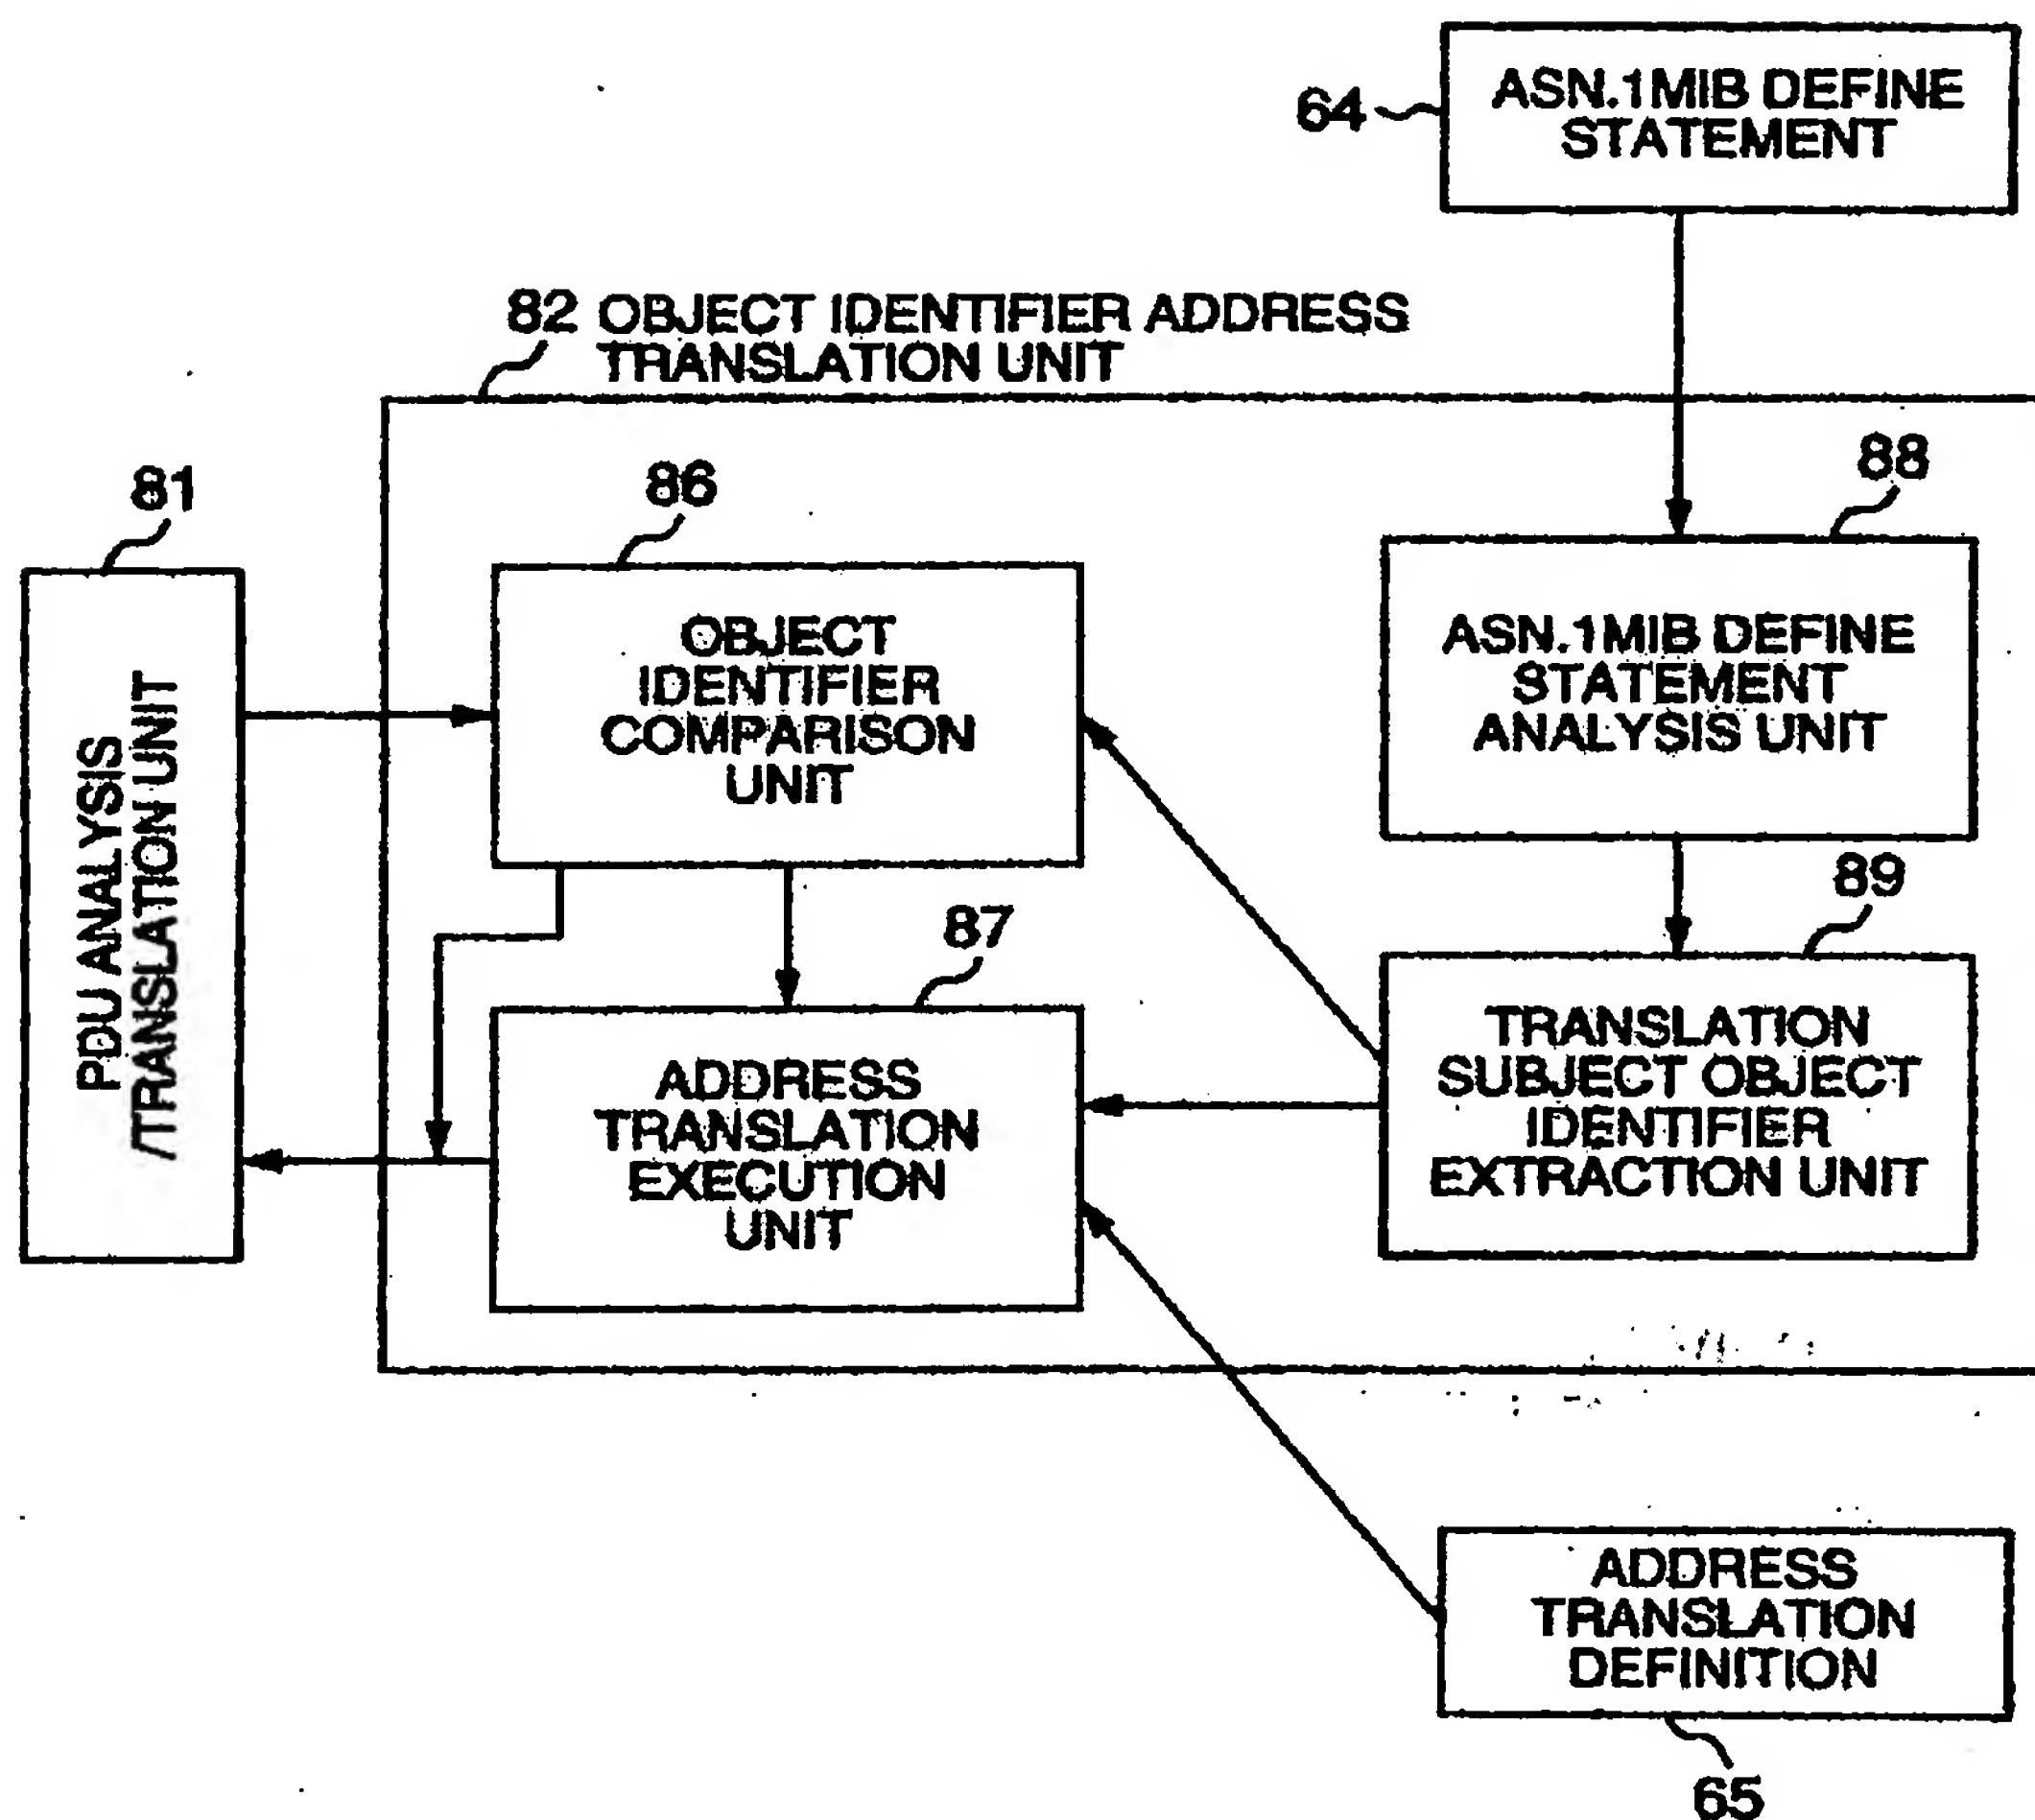 64
ASN.1MIB DEFINE
STATEMENT
82 OBJECT IDENTIFIER ADDRESS
TRANSLATION UNIT
81
86
88
PDU ANALYSIS
/TRANSLATION UNIT
OBJECT
IDENTIFIER
COMPARISON
UNIT
ASN.1MIB DEFINE
STATEMENT
ANALYSIS UNIT
87
89
ADDRESS
TRANSLATION
EXECUTION
UNIT
TRANSLATION
SUBJECT OBJECT
IDENTIFIER
EXTRACTION UNIT
ADDRESS
TRANSLATION
DEFINITION
65